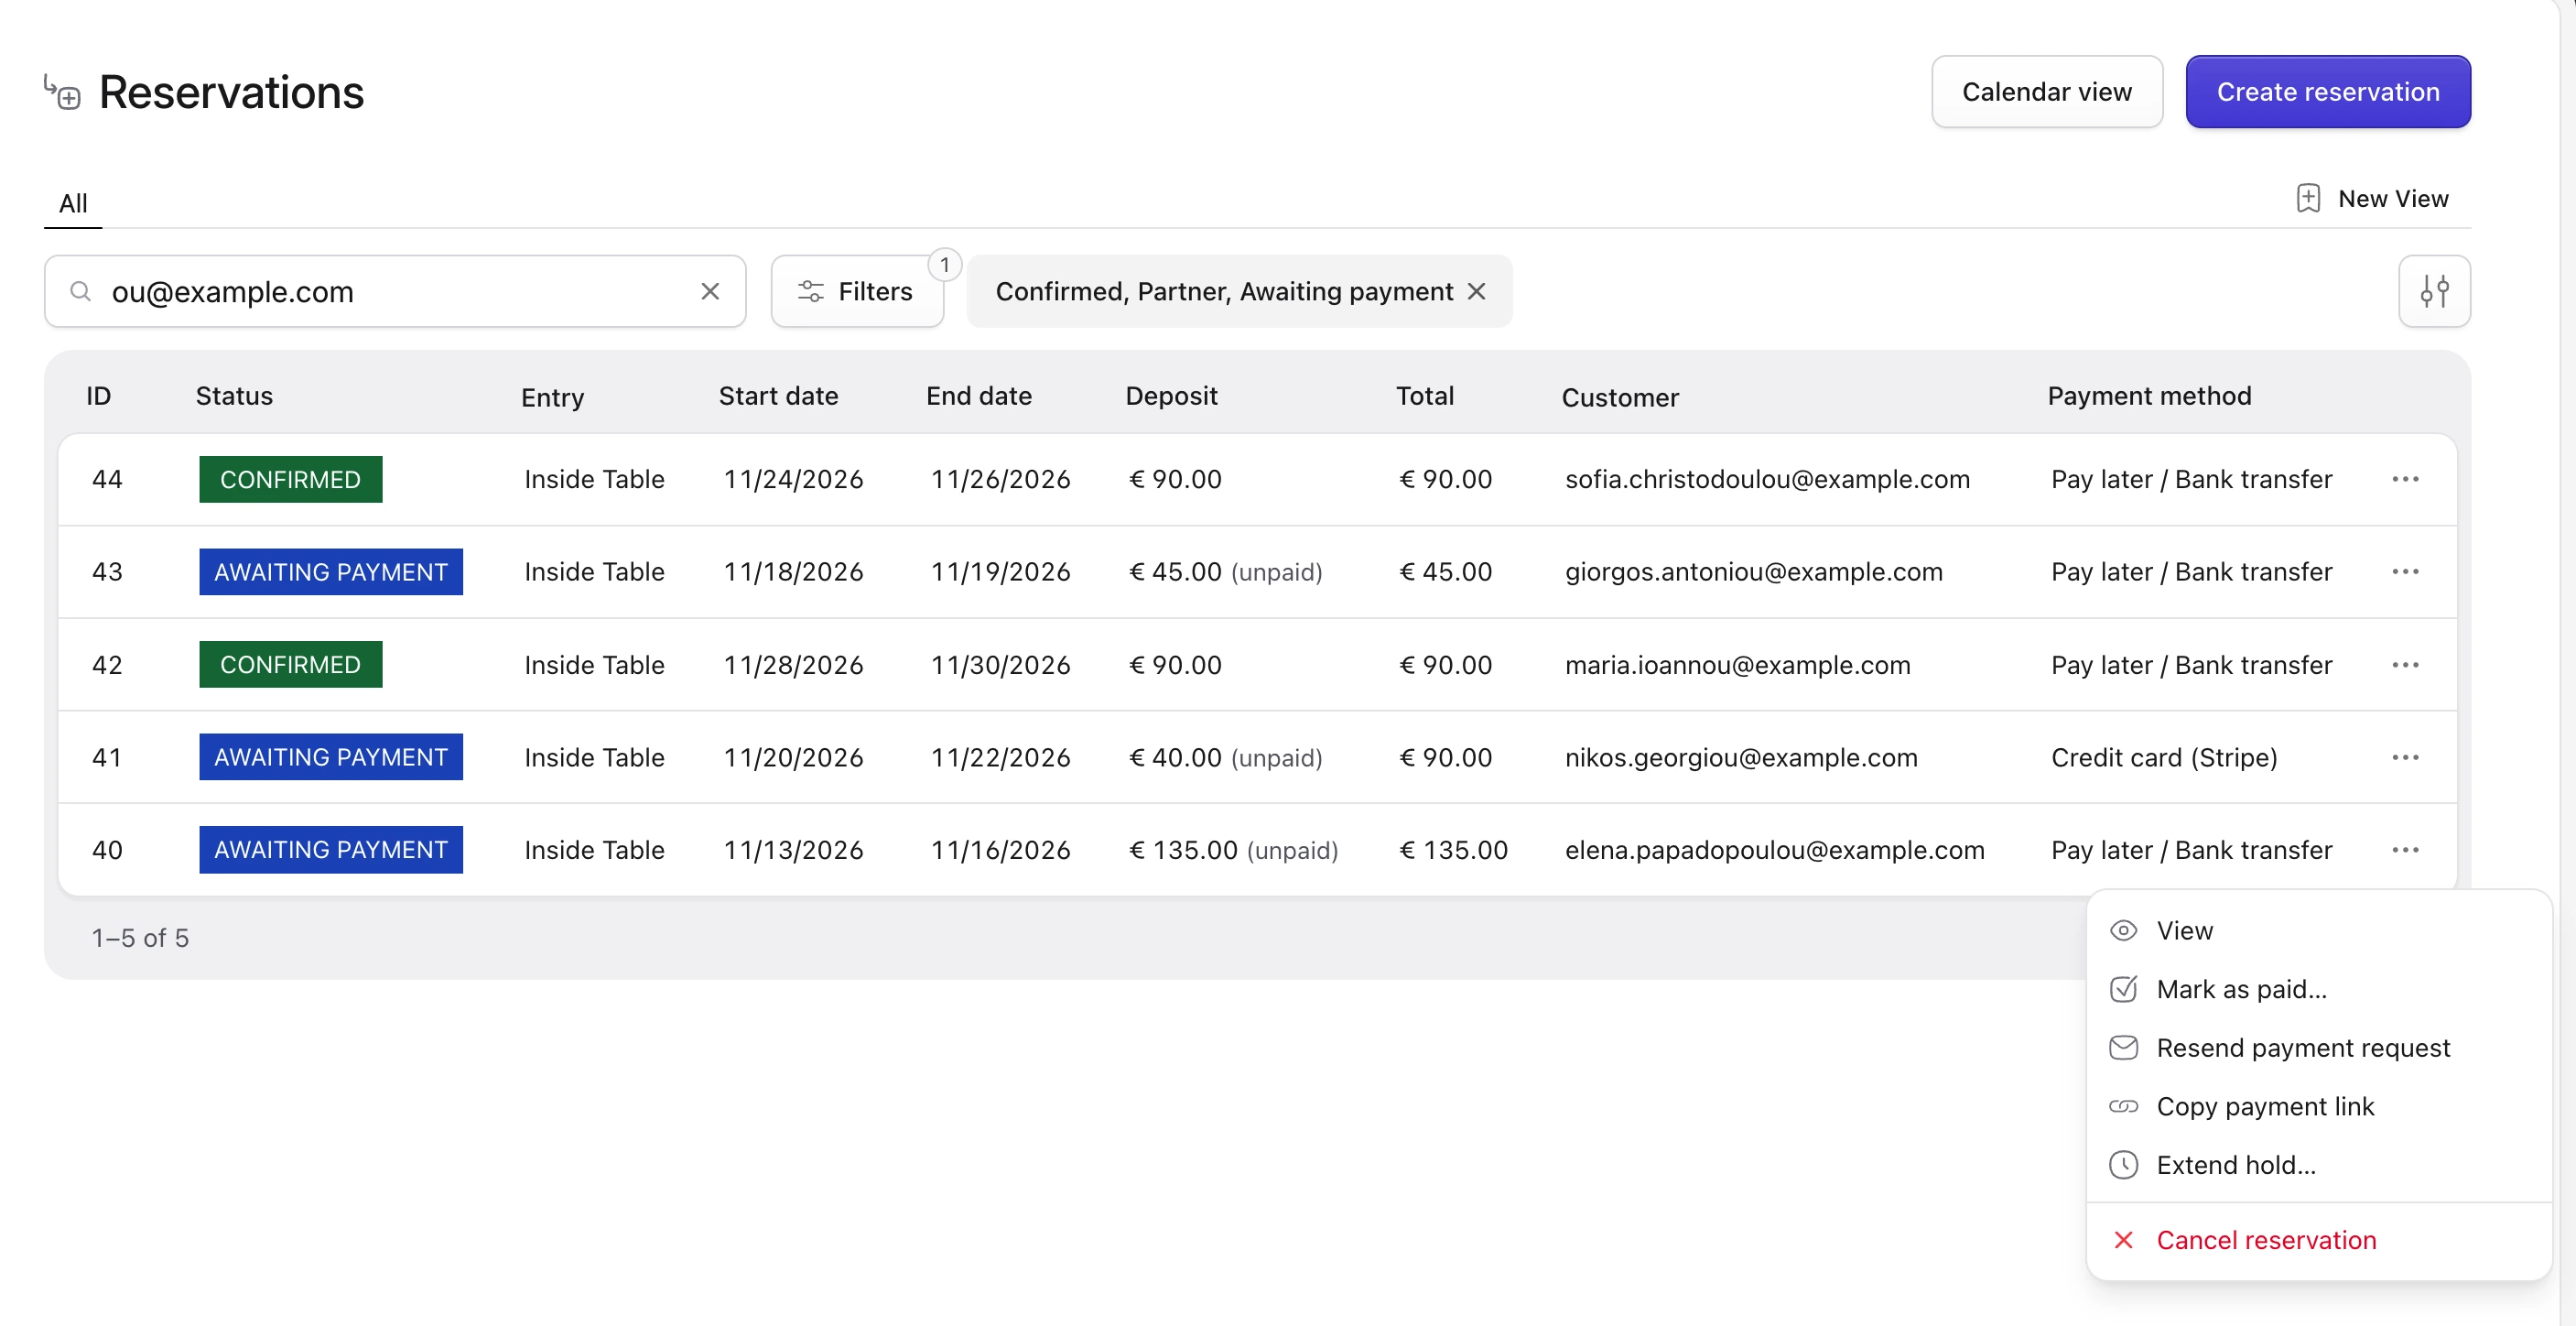 Reservations
Calendar view
Create reservation
All
New View
ou@example.com
Filters
1
Confirmed, Partner, Awaiting payment
ID Status Entry Start date End date Deposit Total Customer Payment method
44 CONFIRMED Inside Table 11/24/2026 11/26/2026 € 90.00 € 90.00 sofia.christodoulou@example.com Pay later / Bank transfer
43 AWAITING PAYMENT Inside Table 11/18/2026 11/19/2026 € 45.00 (unpaid) € 45.00 giorgos.antoniou@example.com Pay later / Bank transfer
42 CONFIRMED Inside Table 11/28/2026 11/30/2026 € 90.00 € 90.00 maria.ioannou@example.com Pay later / Bank transfer
41 AWAITING PAYMENT Inside Table 11/20/2026 11/22/2026 € 40.00 (unpaid) € 90.00 nikos.georgiou@example.com Credit card (Stripe)
40 AWAITING PAYMENT Inside Table 11/13/2026 11/16/2026 € 135.00 (unpaid) € 135.00 elena.papadopoulou@example.com Pay later / Bank transfer
1–5 of 5
View
Mark as paid...
Resend payment request
Copy payment link
Extend hold...
Cancel reservation